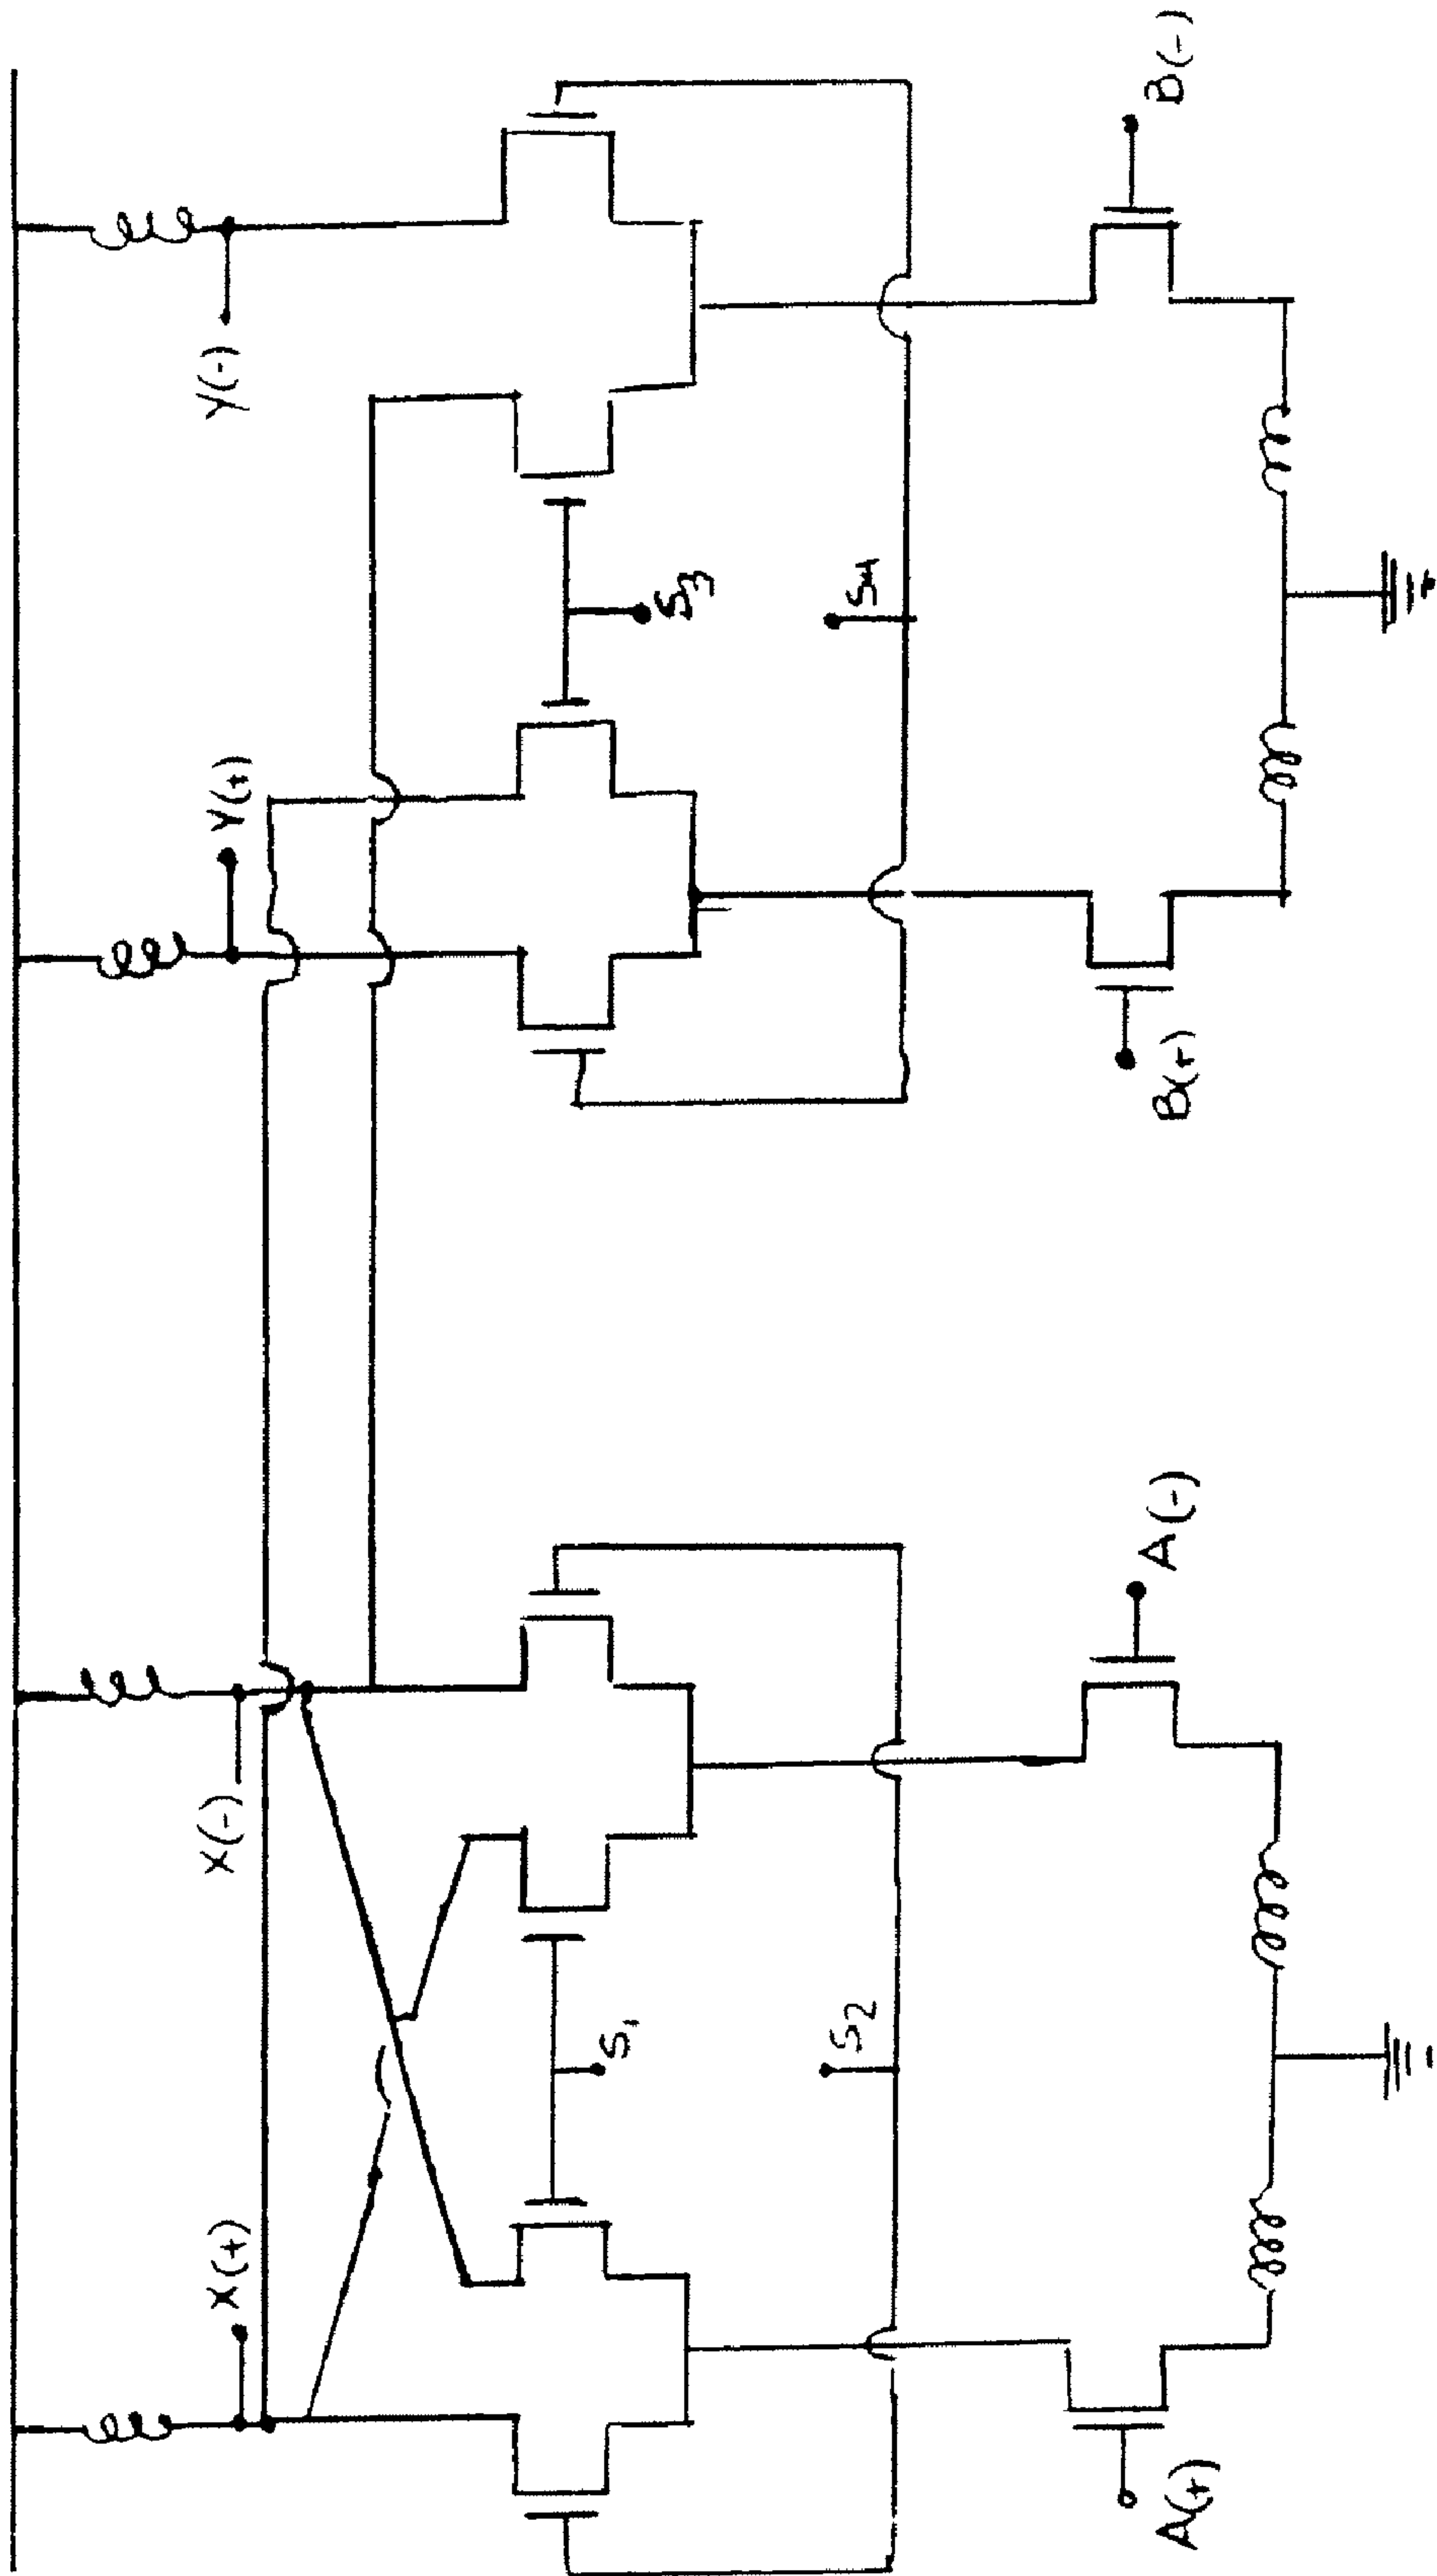 X(+)
X(-)
Y(+)
Y(-)
S1
S3
S2
S4
A(+)
A(-)
B(+)
B(-)